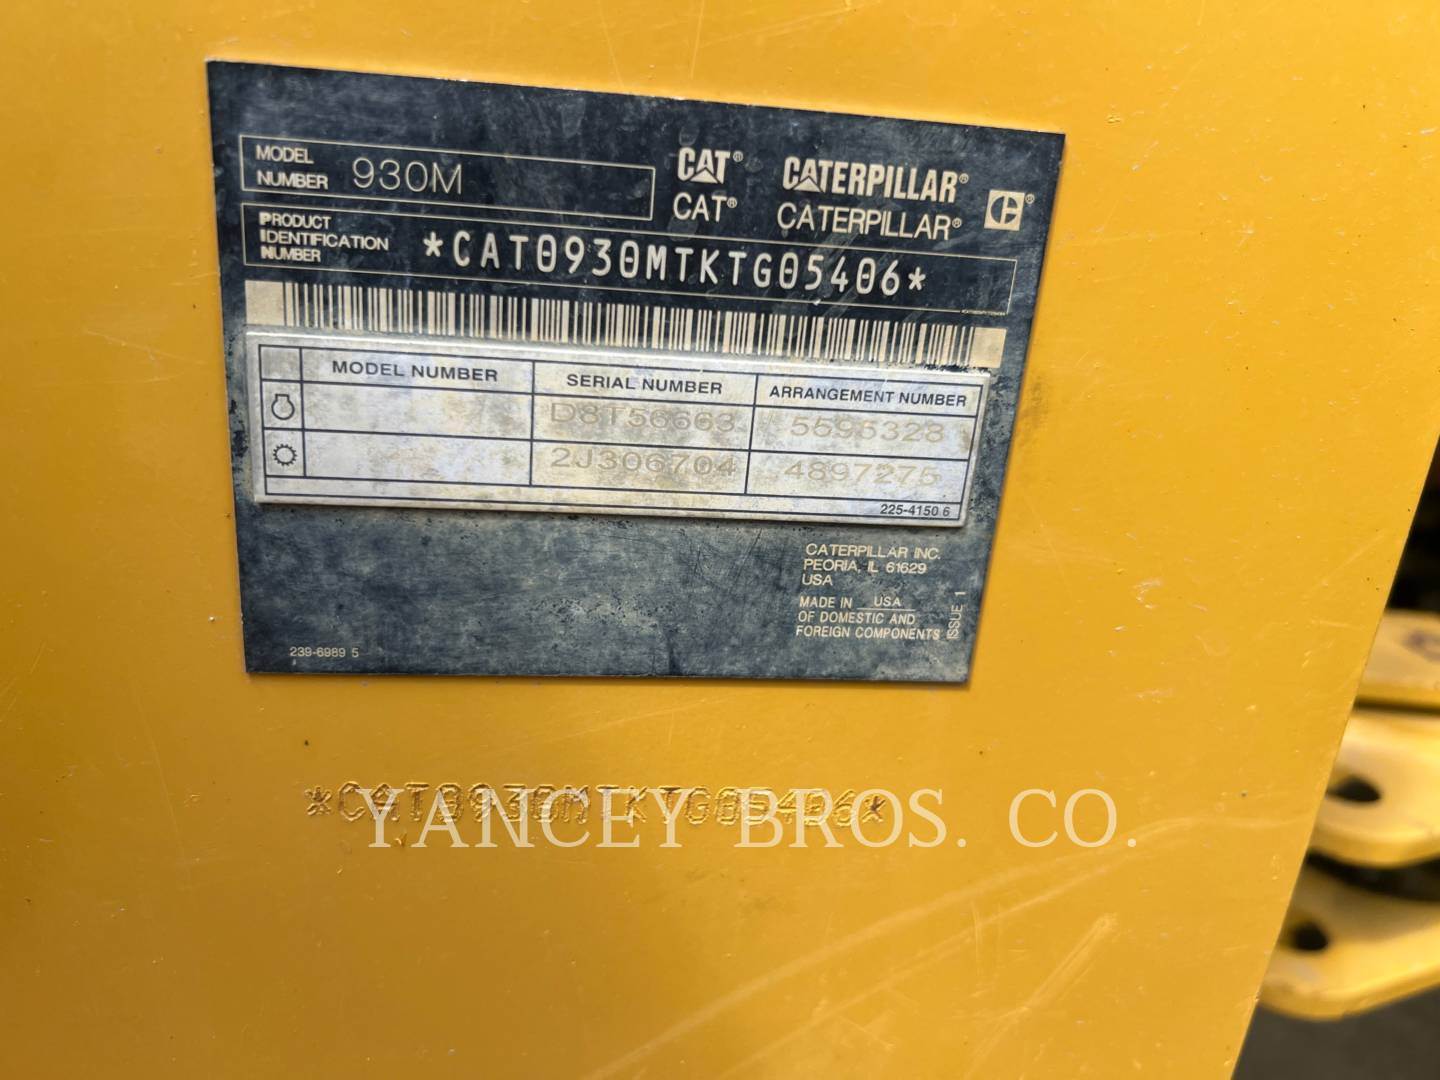 MODEL NUMBER 930M
CAT® CATERPILLAR®
CAT® CATERPILLAR®
PRODUCT IDENTIFICATION NUMBER *CAT0930MTKTG05406*
MODEL NUMBER SERIAL NUMBER ARRANGEMENT NUMBER
D8T56663 5595328
2J306704 4897275
225-4150 6
CATERPILLAR INC.
PEORIA, IL 61629
USA
MADE IN USA
OF DOMESTIC AND
FOREIGN COMPONENTS
ISSUE 1
239-6989 5
*CAT0930MTKTG05406*
YANCEY BROS. CO.